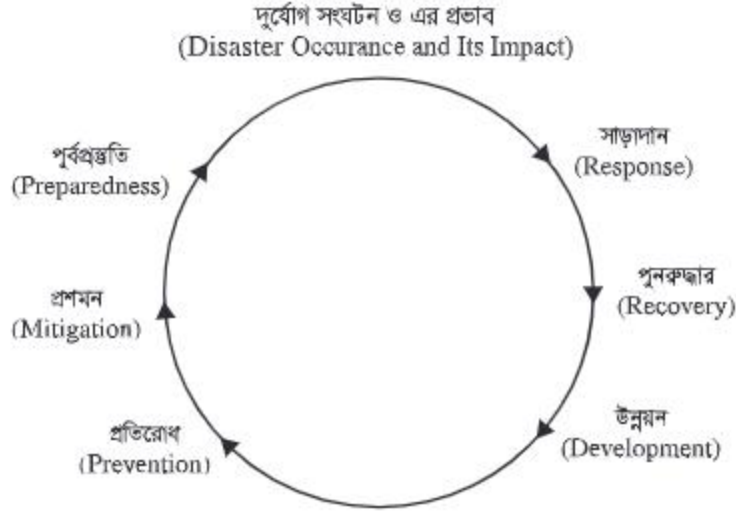 দুর্যোগ সংঘটন ও এর প্রভাব
(Disaster Occurance and Its Impact)
সাড়াদান
(Response)
পূর্বপ্রস্তুতি
(Preparedness)
পুনরুদ্ধার
(Recovery)
প্রশমন
(Mitigation)
উন্নয়ন
(Development)
প্রতিরোধ
(Prevention)